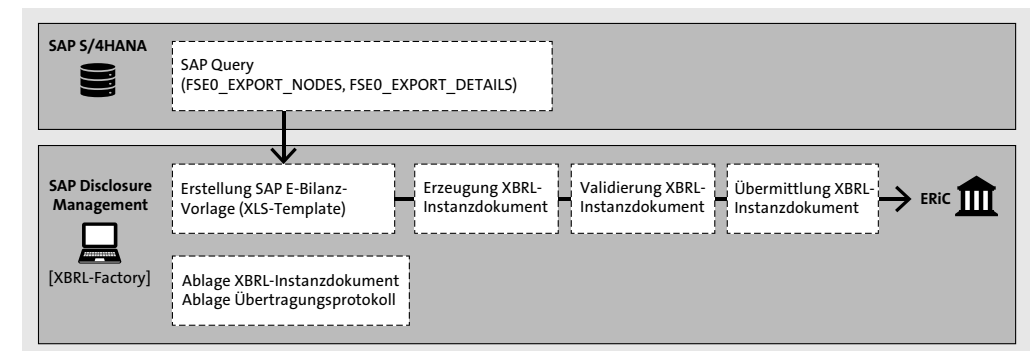 SAP S/4HANA
SAP Query
(FSE0_EXPORT_NODES, FSE0_EXPORT_DETAILS)
SAP Disclosure
Management
[XBRL-Factory]
Erstellung SAP E-Bilanz-
Vorlage (XLS-Template)
Erzeugung XBRL-
Instanzdokument
Validierung XBRL-
Instanzdokument
Übermittlung XBRL-
Instanzdokument
ERiC
Ablage XBRL-Instanzdokument
Ablage Übertragungsprotokoll